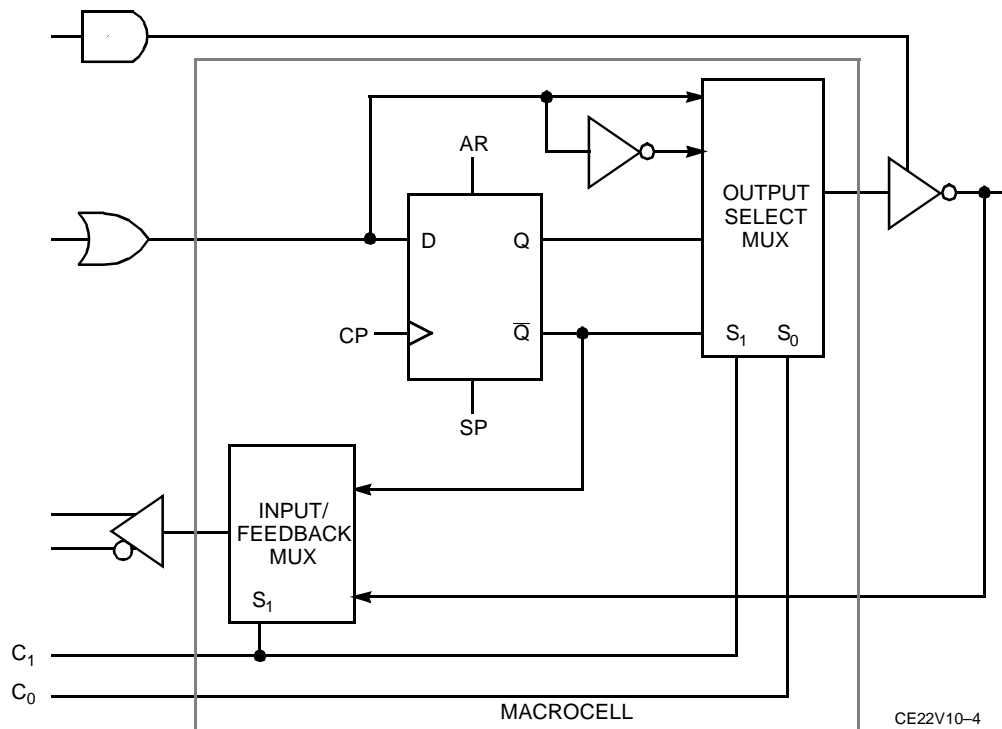 AR
D
Q
CP
Q̅
SP
OUTPUT
SELECT
MUX
S₁
S₀
INPUT/
FEEDBACK
MUX
S₁
C₁
C₀
MACROCELL
CE22V10–4